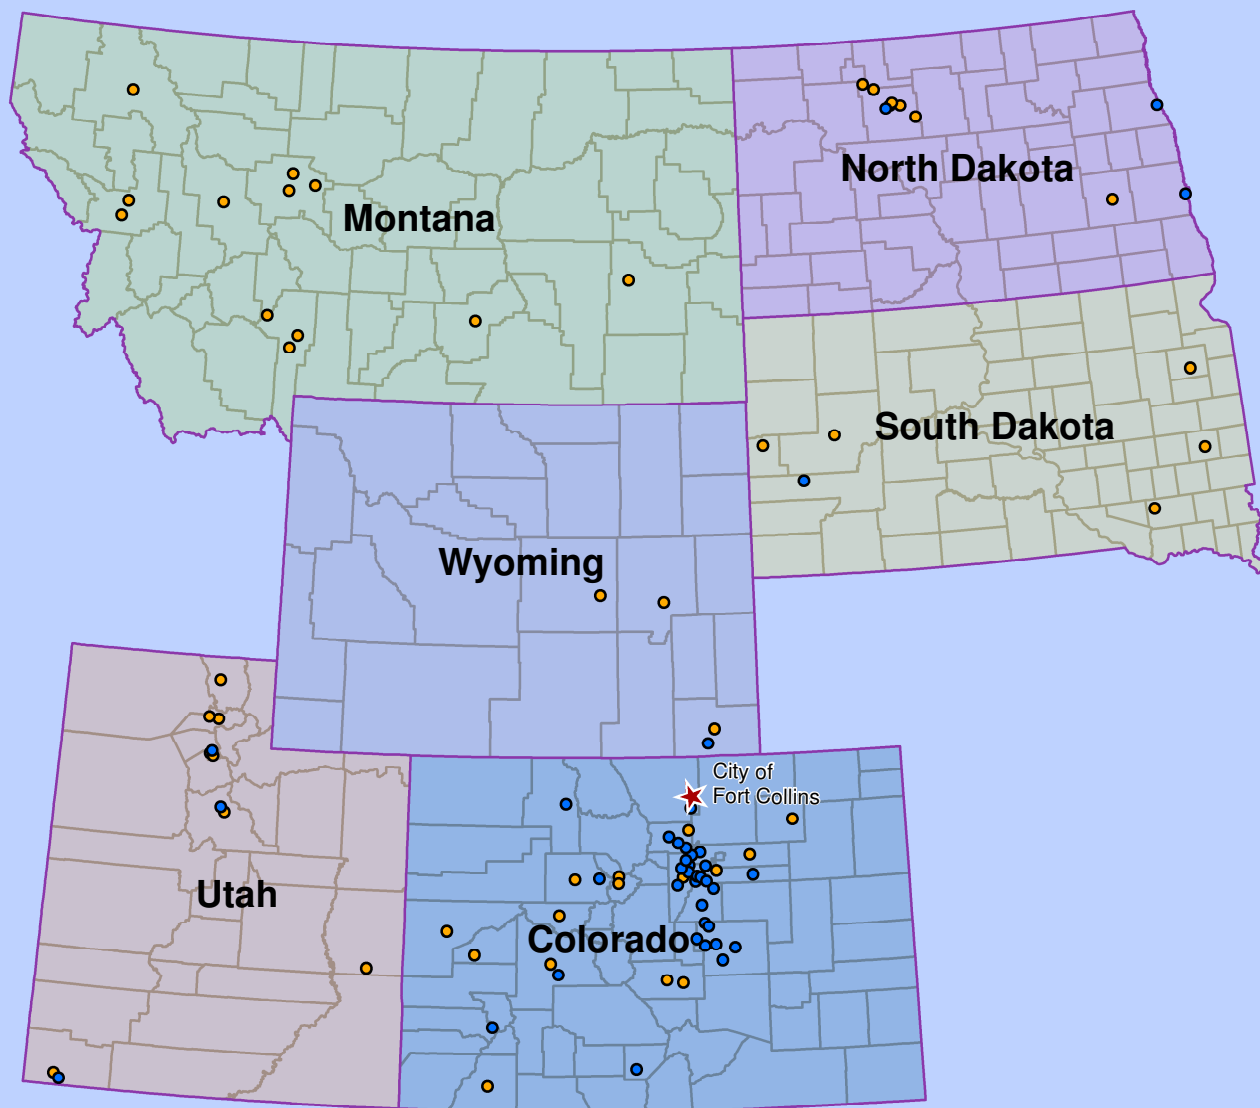 North Dakota
Montana
South Dakota
Wyoming
City of
Fort Collins
Utah
Colorado